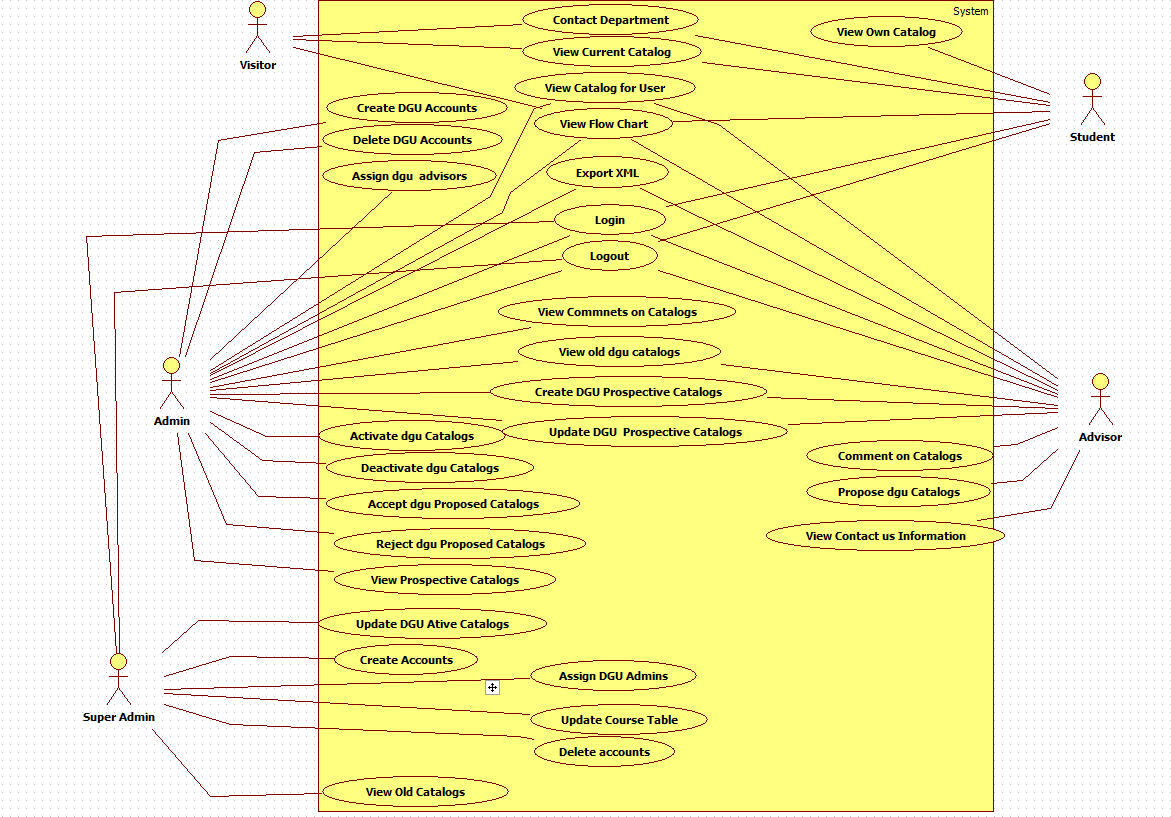 System
Contact Department
View Own Catalog
View Current Catalog
Visitor
View Catalog for User
Create DGU Accounts
View Flow Chart
Delete DGU Accounts
Student
Assign dgu  advisors
Export XML
Login
Logout
View Commnets on Catalogs
View old dgu catalogs
Create DGU Prospective Catalogs
Admin
Activate dgu Catalogs
Update DGU  Prospective Catalogs
Advisor
Comment on Catalogs
Deactivate dgu Catalogs
Propose dgu Catalogs
Accept dgu Proposed Catalogs
View Contact us Information
Reject dgu Proposed Catalogs
View Prospective Catalogs
Update DGU Ative Catalogs
Create Accounts
Assign DGU Admins
Super Admin
Update Course Table
Delete accounts
View Old Catalogs